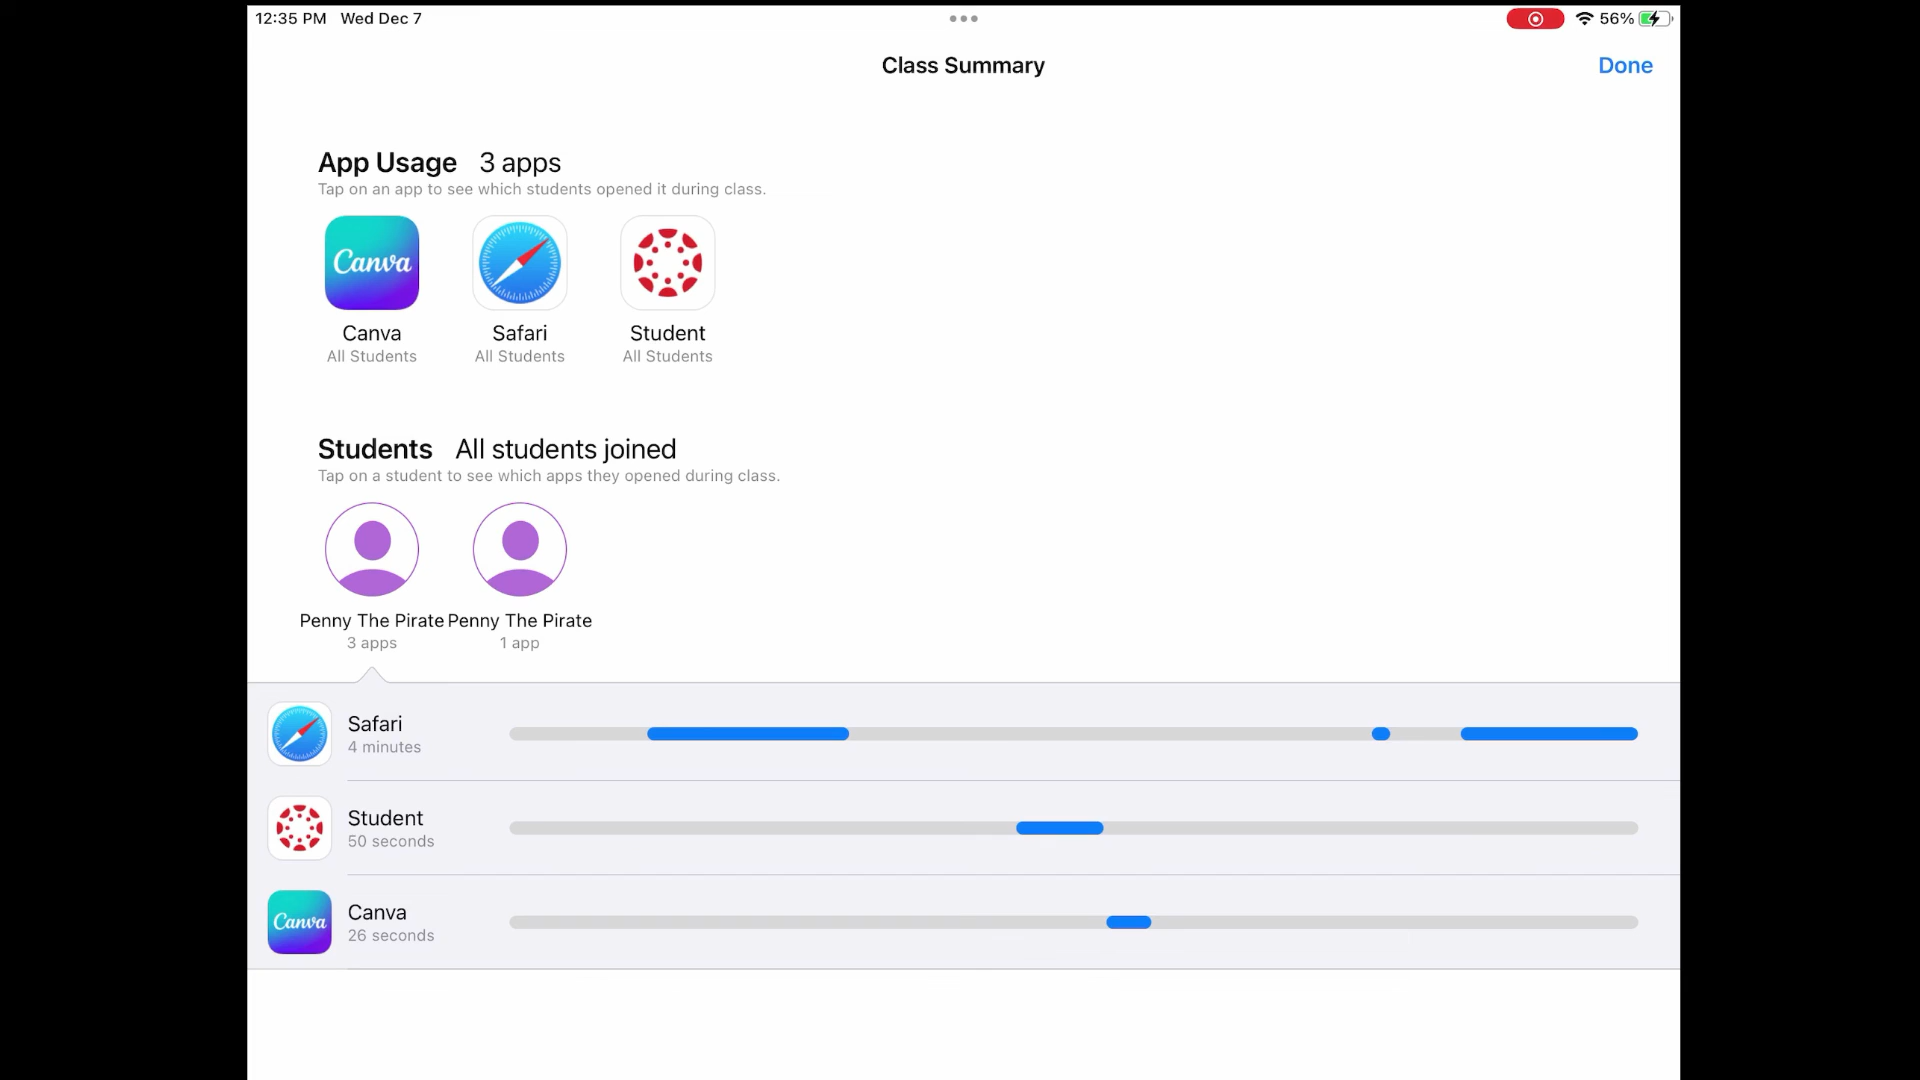 12:35 PM Wed Dec 7
56%
Class Summary
Done
App Usage 3 apps
Tap on an app to see which students opened it during class.
Canva
Canva Safari Student
All Students All Students All Students
Students All students joined
Tap on a student to see which apps they opened during class.
Penny The Pirate Penny The Pirate
3 apps 1 app
Safari
4 minutes
Student
50 seconds
Canva
Canva
26 seconds